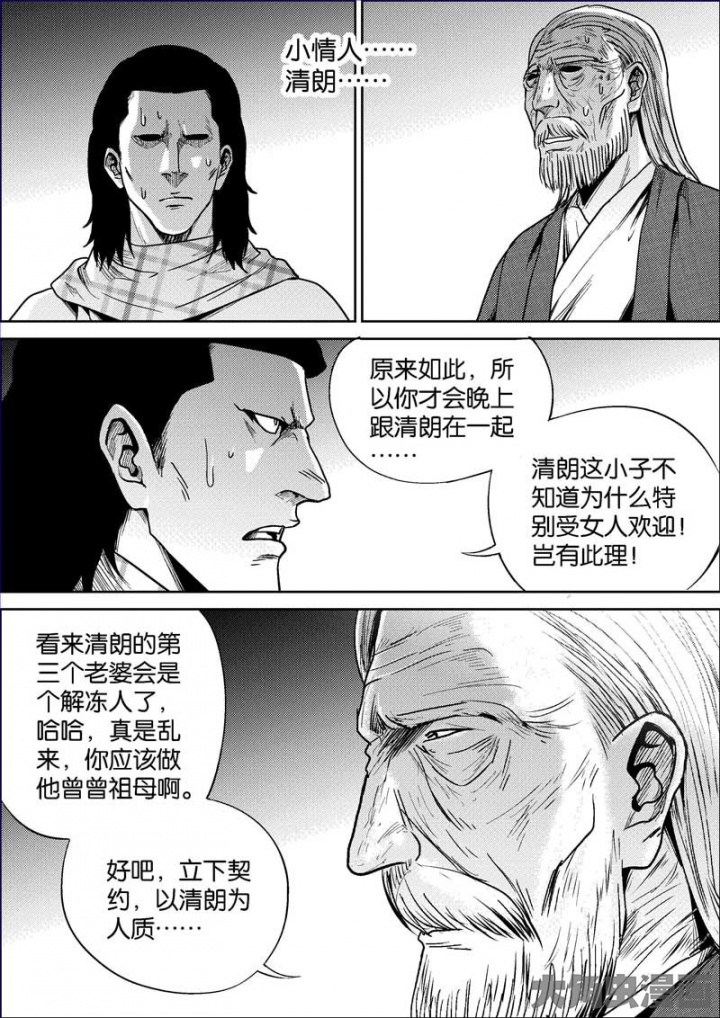 小情人……
清朗……
原来如此，所
以你才会晚上
跟清朗在一起
……
清朗这小子不
知道为什么特
别受女人欢迎！
岂有此理！
看来清朗的第
三个老婆会是
个解冻人了，
哈哈，真是乱
来，你应该做
他曾曾祖母啊。
好吧，立下契
约，以清朗为
人质……